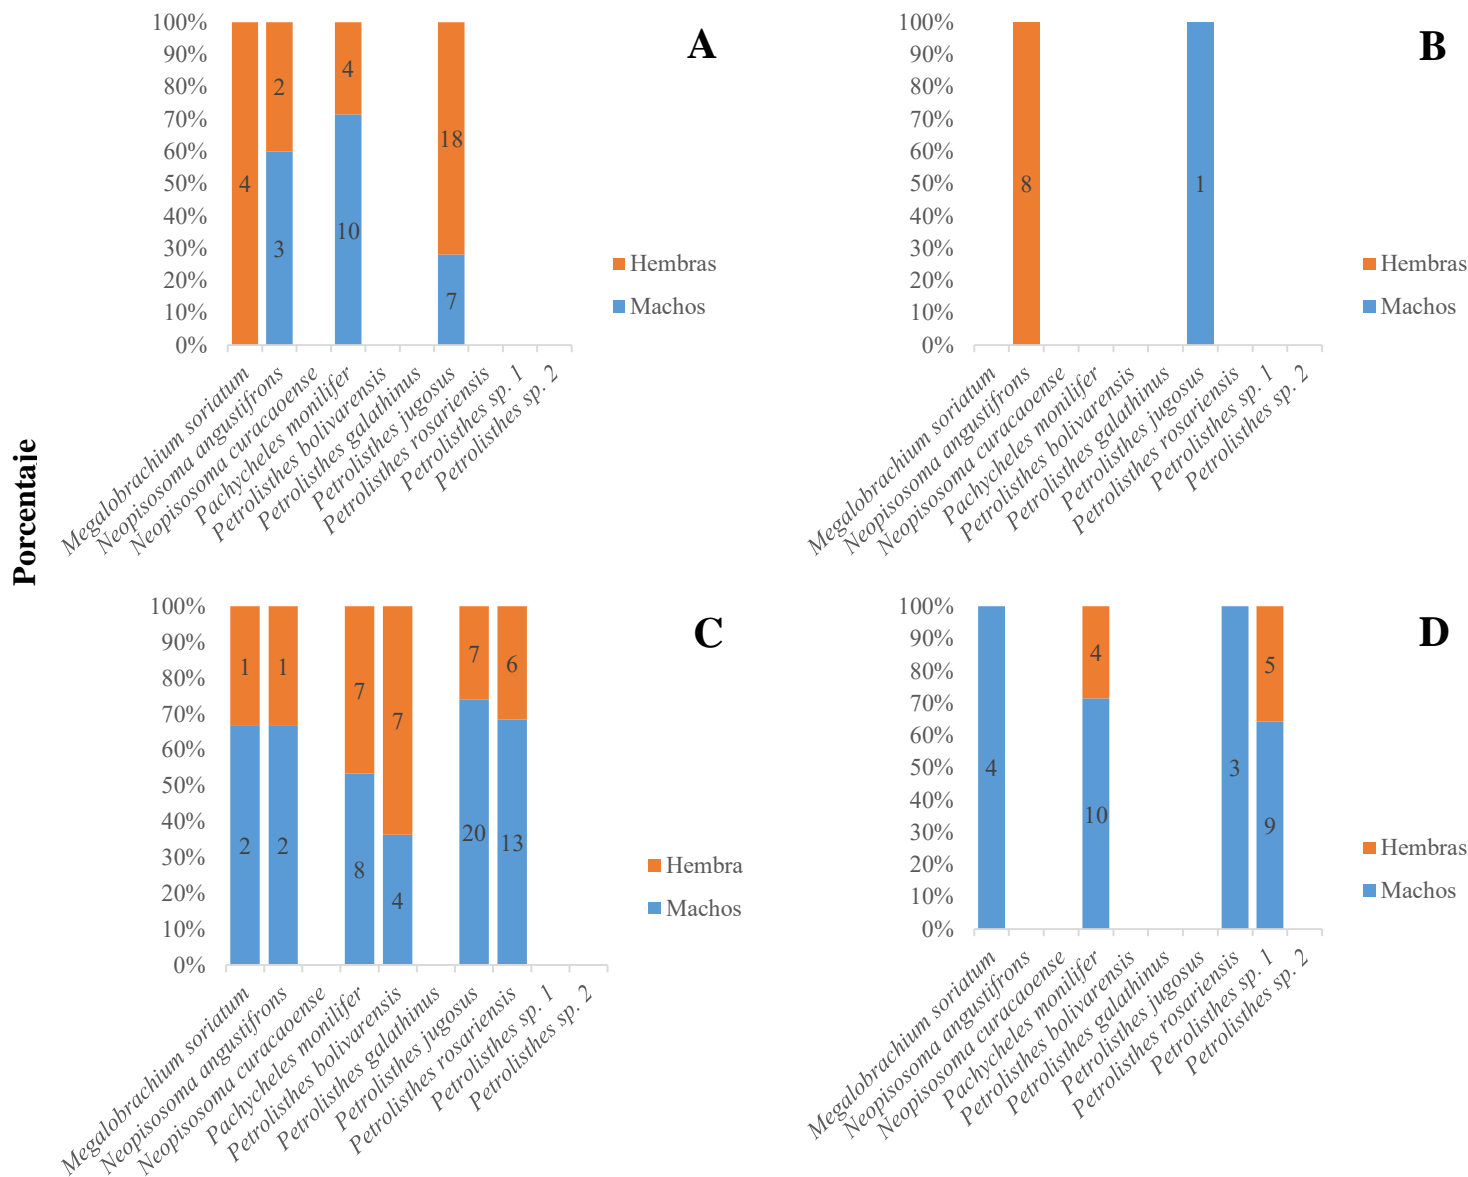 Porcentaje
A
100%
90%
80%
70%
60%
50%
40%
30%
20%
10%
0%
4
2
3
4
10
18
7
Hembras
Machos
Megalobrachium soriatum
Neopisosoma angustifrons
Neopisosoma curacaoense
Pachycheles monilifer
Petrolisthes bolivarensis
Petrolisthes galathinus
Petrolisthes jugosus
Petrolisthes rosariensis
Petrolisthes sp. 1
Petrolisthes sp. 2
B
100%
90%
80%
70%
60%
50%
40%
30%
20%
10%
0%
8
1
Hembras
Machos
Megalobrachium soriatum
Neopisosoma angustifrons
Neopisosoma curacaoense
Pachycheles monilifer
Petrolisthes bolivarensis
Petrolisthes galathinus
Petrolisthes jugosus
Petrolisthes rosariensis
Petrolisthes sp. 1
Petrolisthes sp. 2
C
100%
90%
80%
70%
60%
50%
40%
30%
20%
10%
0%
1
2
1
2
7
8
7
4
7
20
6
13
Hembra
Machos
Megalobrachium soriatum
Neopisosoma angustifrons
Neopisosoma curacaoense
Pachycheles monilifer
Petrolisthes bolivarensis
Petrolisthes galathinus
Petrolisthes jugosus
Petrolisthes rosariensis
Petrolisthes sp. 1
Petrolisthes sp. 2
D
100%
90%
80%
70%
60%
50%
40%
30%
20%
10%
0%
4
4
10
3
5
9
Hembras
Machos
Megalobrachium soriatum
Neopisosoma angustifrons
Neopisosoma curacaoense
Pachycheles monilifer
Petrolisthes bolivarensis
Petrolisthes galathinus
Petrolisthes jugosus
Petrolisthes rosariensis
Petrolisthes sp. 1
Petrolisthes sp. 2